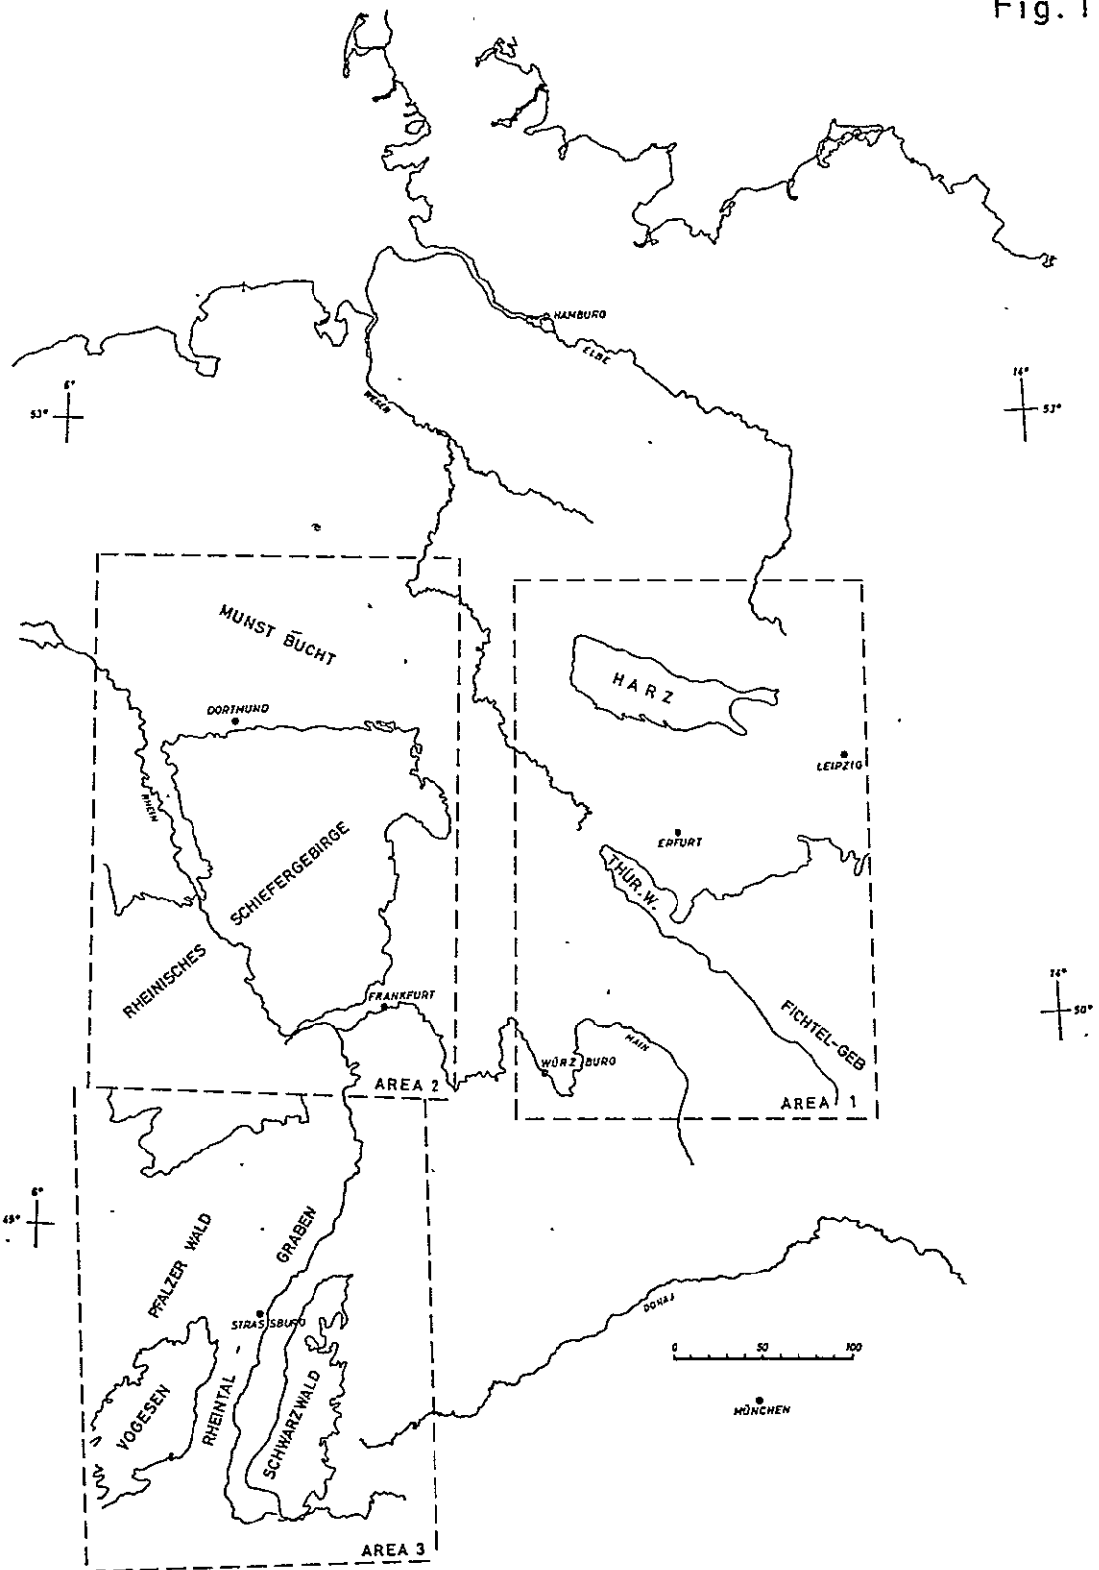 Fig. 1
HAMBURG
ELBE
6°
53°
14°
53°
WESER
MUNST BUCHT
HARZ
DORTMUND
LEIPZIG
RHEIN
ERFURT
THÜR. W.
SCHIEFERGEBIRGE
RHEINISCHES
FRANKFURT
14°
50°
FICHTEL-GEB
MAIN
WÜRZBURG
AREA 2
AREA 1
6°
49°
GRABEN
PFALZER WALD
DONAU
STRASSBURG
0 50 100
VOGESEN
RHEINTAL
SCHWARZWALD
MÜNCHEN
AREA 3